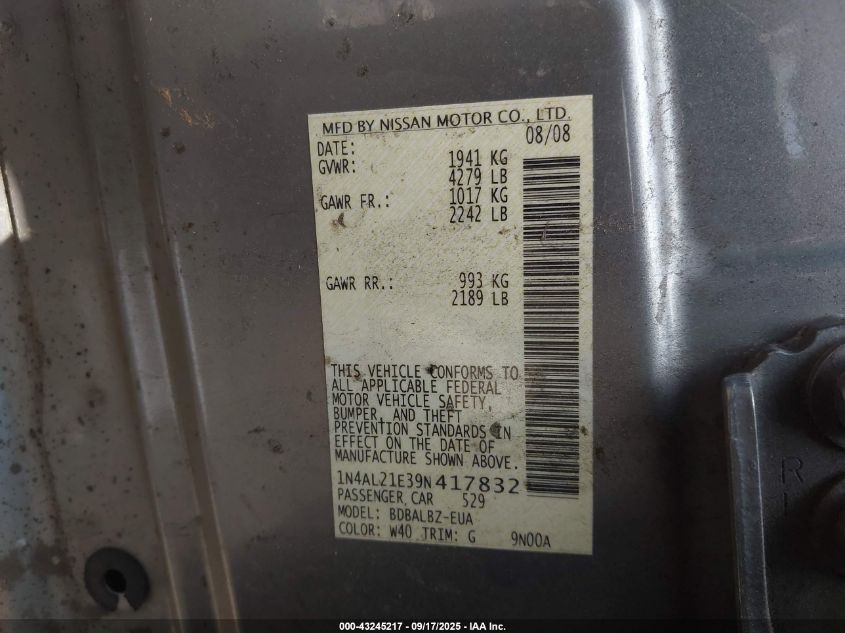 MFD BY NISSAN MOTOR CO., LTD.
DATE: 08/08
GVWR: 1941 KG
4279 LB
GAWR FR.: 1017 KG
2242 LB
GAWR RR.: 993 KG
2189 LB
THIS VEHICLE CONFORMS TO
ALL APPLICABLE FEDERAL
MOTOR VEHICLE SAFETY,
BUMPER, AND THEFT
PREVENTION STANDARDS IN
EFFECT ON THE DATE OF
MANUFACTURE SHOWN ABOVE.
1N4AL21E39N417832
PASSENGER CAR 529
MODEL: BDBALBZ-EUA
COLOR: W40 TRIM: G 9N00A
R
000-43245217 - 09/17/2025 - IAA Inc.